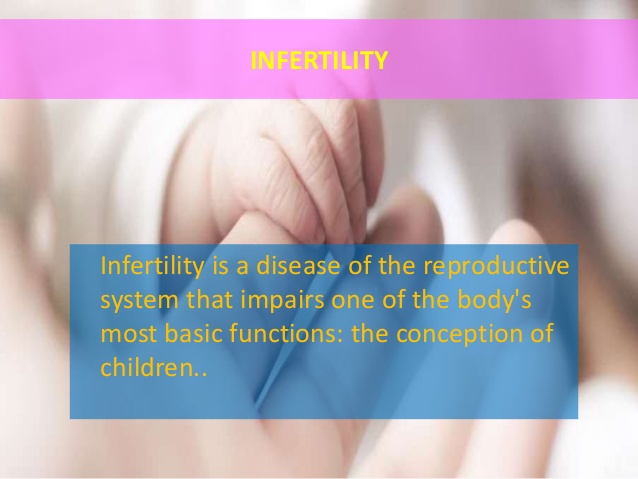 INFERTILITY
Infertility is a disease of the reproductive
system that impairs one of the body's
most basic functions: the conception of
children..